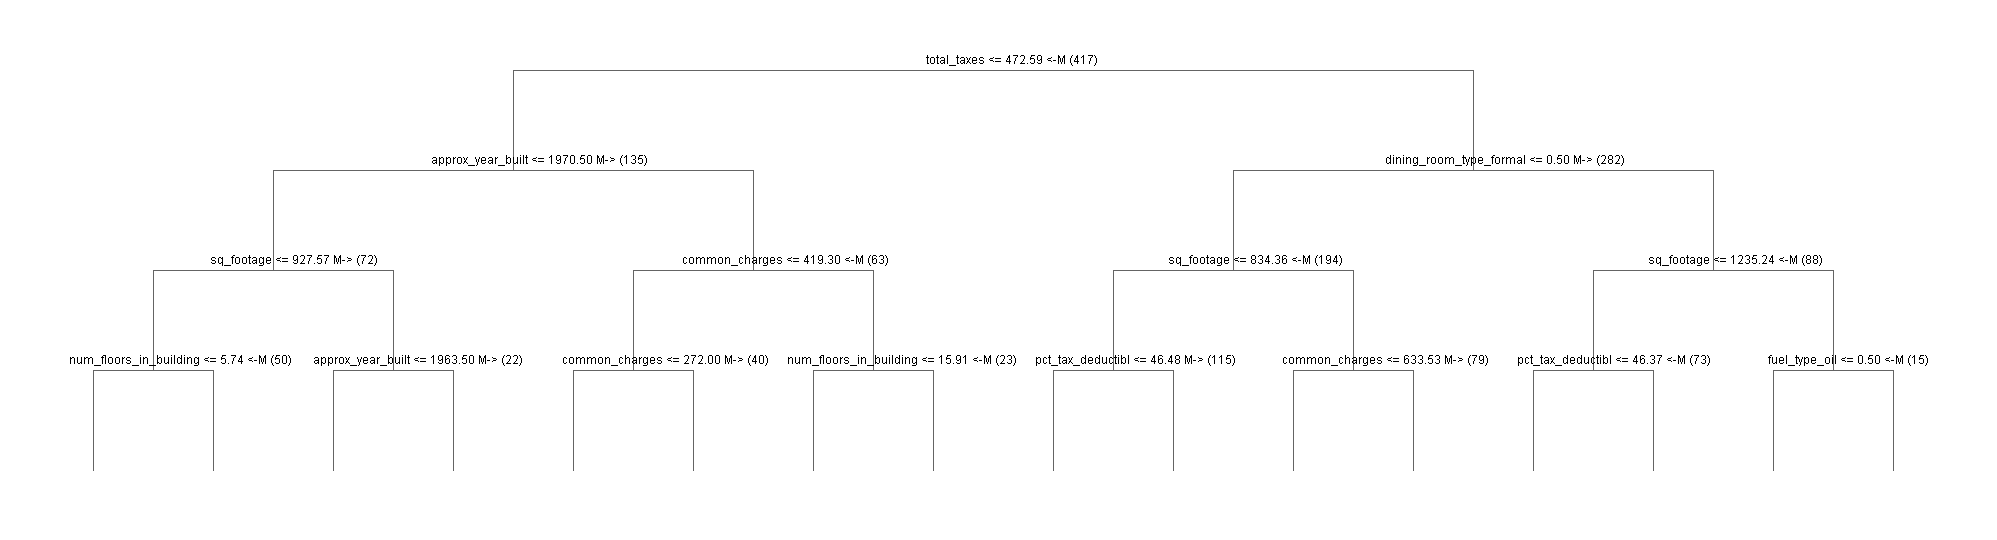 total_taxes <= 472.59 <-M (417)
approx_year_built <= 1970.50 M-> (135)
dining_room_type_formal <= 0.50 M-> (282)
sq_footage <= 927.57 M-> (72)
common_charges <= 419.30 <-M (63)
sq_footage <= 834.36 <-M (194)
sq_footage <= 1235.24 <-M (88)
num_floors_in_building <= 5.74 <-M (50)
approx_year_built <= 1963.50 M-> (22)
common_charges <= 272.00 M-> (40)
num_floors_in_building <= 15.91 <-M (23)
pct_tax_deductibl <= 46.48 M-> (115)
common_charges <= 633.53 M-> (79)
pct_tax_deductibl <= 46.37 <-M (73)
fuel_type_oil <= 0.50 <-M (15)